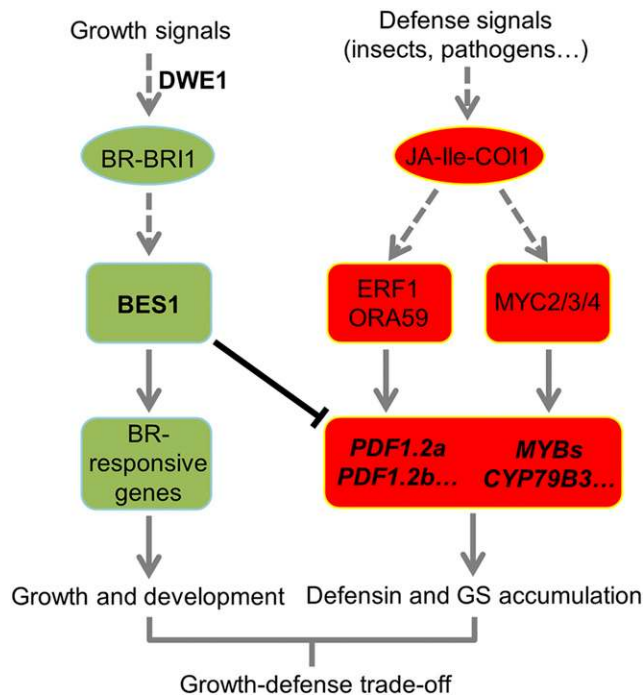 Growth signals
DWE1
BR-BRI1
BES1
BR-
responsive
genes
Growth and development
Defense signals
(insects, pathogens…)
JA-Ile-COI1
ERF1
ORA59
MYC2/3/4
PDF1.2a
PDF1.2b…
MYBs
CYP79B3…
Defensin and GS accumulation
Growth-defense trade-off